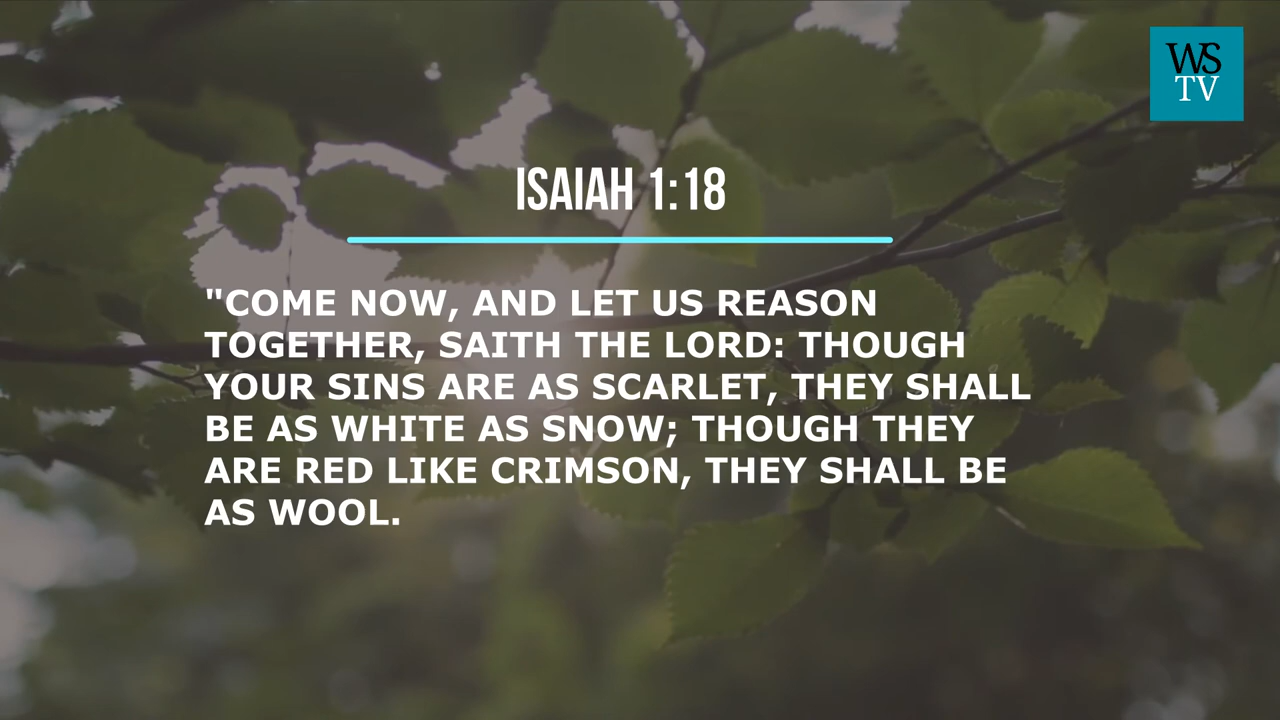 WS
TV
ISAIAH 1:18
"COME NOW, AND LET US REASON
TOGETHER, SAITH THE LORD: THOUGH
YOUR SINS ARE AS SCARLET, THEY SHALL
BE AS WHITE AS SNOW; THOUGH THEY
ARE RED LIKE CRIMSON, THEY SHALL BE
AS WOOL.